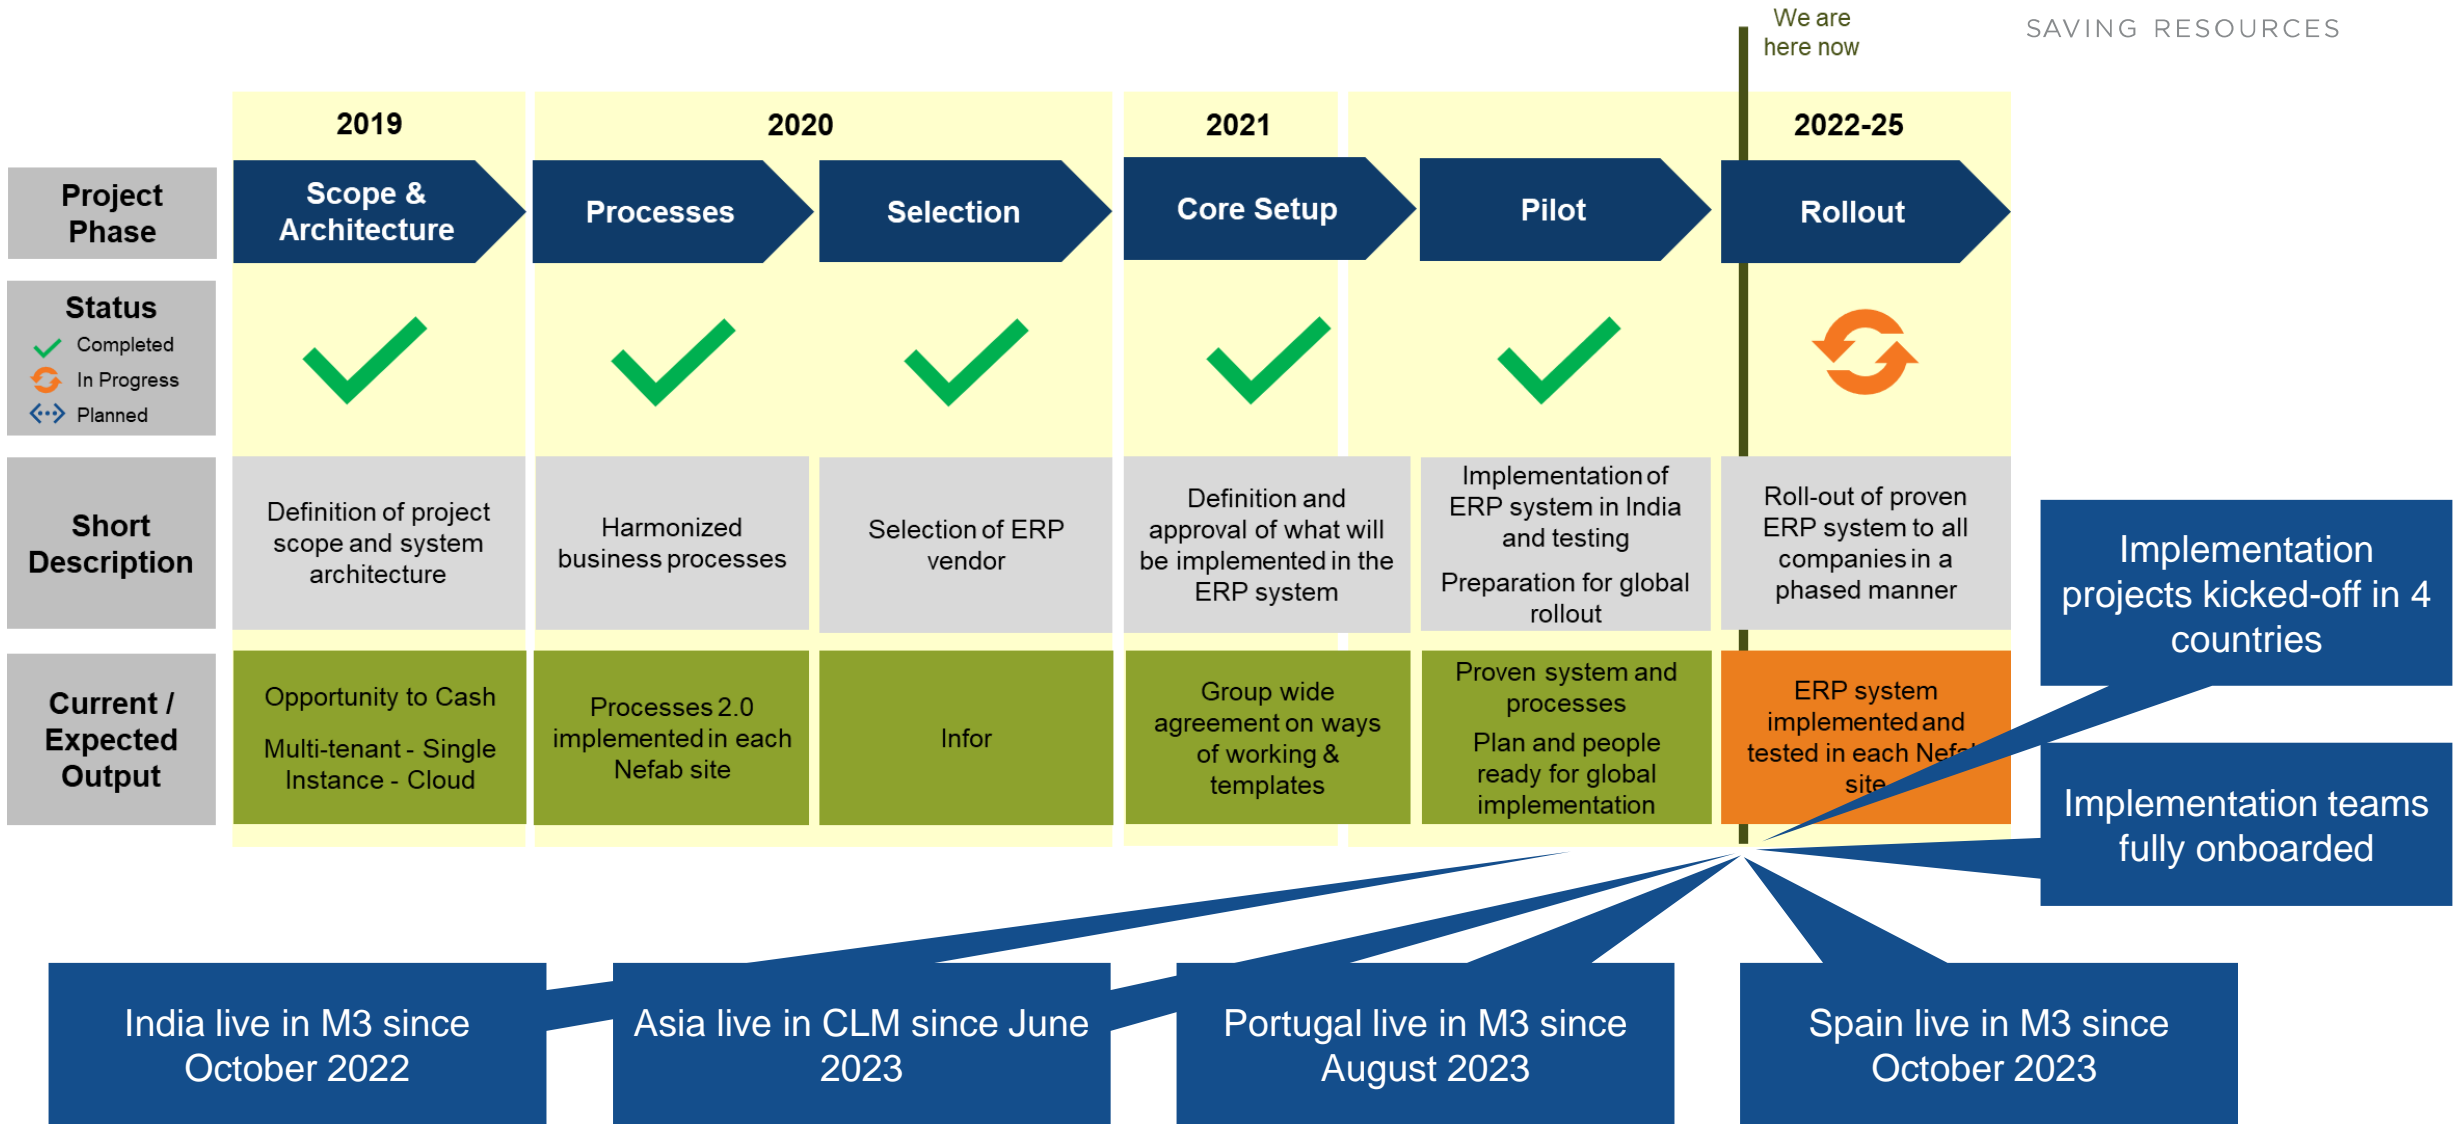 We are
here now
SAVING RESOURCES
2019
2020
2021
2022-25
Project
Phase
Scope &
Architecture
Processes
Selection
Core Setup
Pilot
Rollout
Status
Completed
In Progress
Planned
Short
Description
Definition of project
scope and system
architecture
Harmonized
business processes
Selection of ERP
vendor
Definition and
approval of what will
be implemented in the
ERP system
Implementation of
ERP system in India
and testing
Preparation for global
rollout
Roll-out of proven
ERP system to all
companies in a
phased manner
Current /
Expected
Output
Opportunity to Cash
Multi-tenant - Single
Instance - Cloud
Processes 2.0
implemented in each
Nefab site
Infor
Group wide
agreement on ways
of working &
templates
Proven system and
processes
Plan and people
ready for global
implementation
ERP system
implemented and
tested in each Nefab
site
Implementation
projects kicked-off in 4
countries
Implementation teams
fully onboarded
India live in M3 since
October 2022
Asia live in CLM since June
2023
Portugal live in M3 since
August 2023
Spain live in M3 since
October 2023